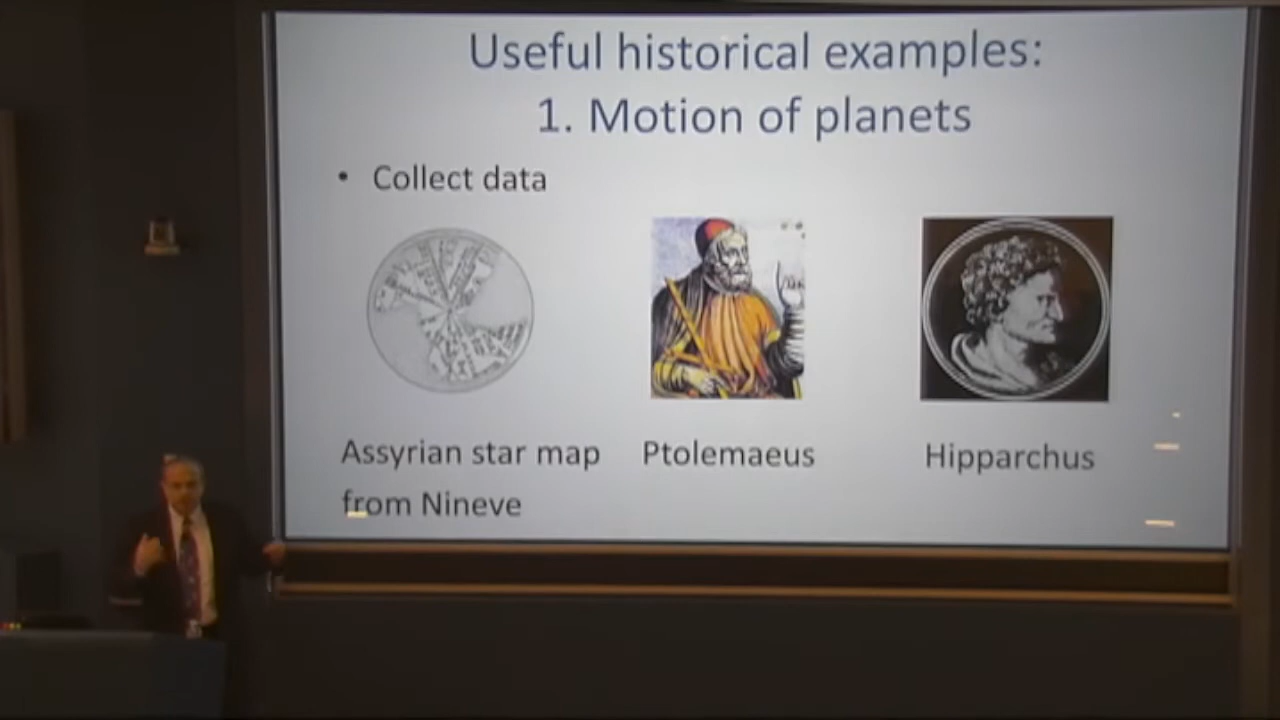 Useful historical examples:
1. Motion of planets
• Collect data
Assyrian star map
from Nineve
Ptolemaeus
Hipparchus